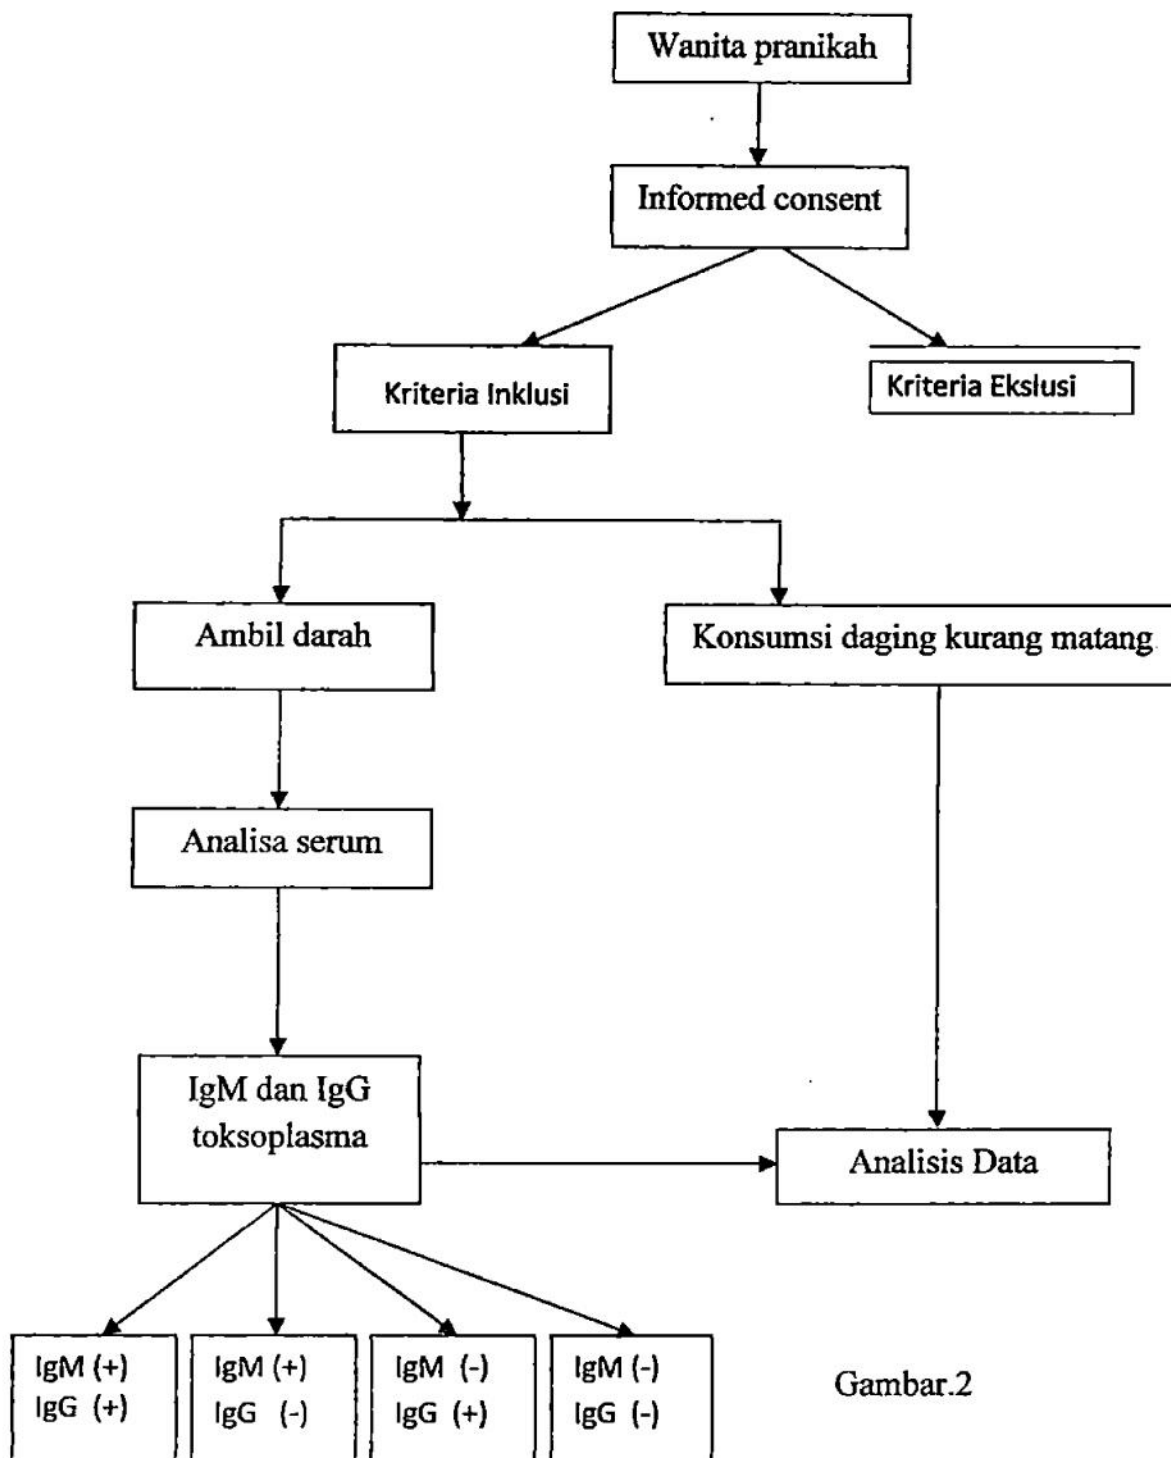 Wanita pranikah
Informed consent
Kriteria Inklusi
Kriteria Ekslusi
Ambil darah
Konsumsi daging kurang matang
Analisa serum
IgM dan IgG
toksoplasma
Analisis Data
IgM (+)
IgG (+)
IgM (+)
IgG (-)
IgM (-)
IgG (+)
IgM (-)
IgG (-)
Gambar.2